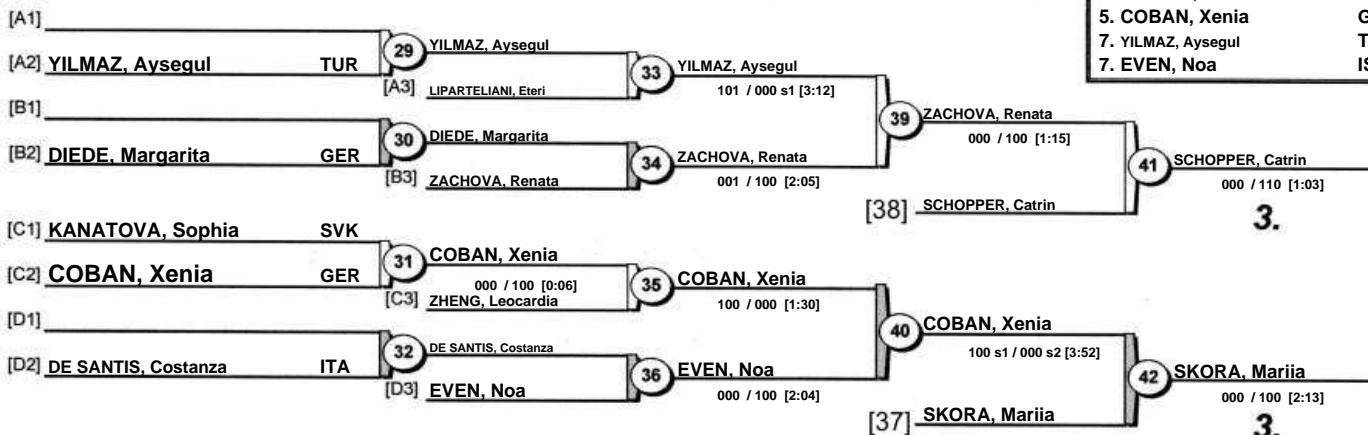 5. COBAN, Xenia G
7. YILMAZ, Aysegul T
7. EVEN, Noa IS
[A1]
[A2] YILMAZ, Aysegul TUR
29
YILMAZ, Aysegul
[A3] LIPARTELIANI, Eteri
33
YILMAZ, Aysegul
101 / 000 s1 [3:12]
[B1]
[B2] DIEDE, Margarita GER
30
DIEDE, Margarita
[B3] ZACHOVA, Renata
34
ZACHOVA, Renata
001 / 100 [2:05]
39
ZACHOVA, Renata
000 / 100 [1:15]
[38] SCHOPPER, Catrin
41
SCHOPPER, Catrin
000 / 110 [1:03]
3.
[C1] KANATOVA, Sophia SVK
[C2] COBAN, Xenia GER
31
COBAN, Xenia
000 / 100 [0:06]
[C3] ZHENG, Leocardia
35
COBAN, Xenia
100 / 000 [1:30]
[D1]
[D2] DE SANTIS, Costanza ITA
32
DE SANTIS, Costanza
[D3] EVEN, Noa
36
EVEN, Noa
000 / 100 [2:04]
40
COBAN, Xenia
100 s1 / 000 s2 [3:52]
[37] SKORA, Mariia
42
SKORA, Mariia
000 / 100 [2:13]
3.